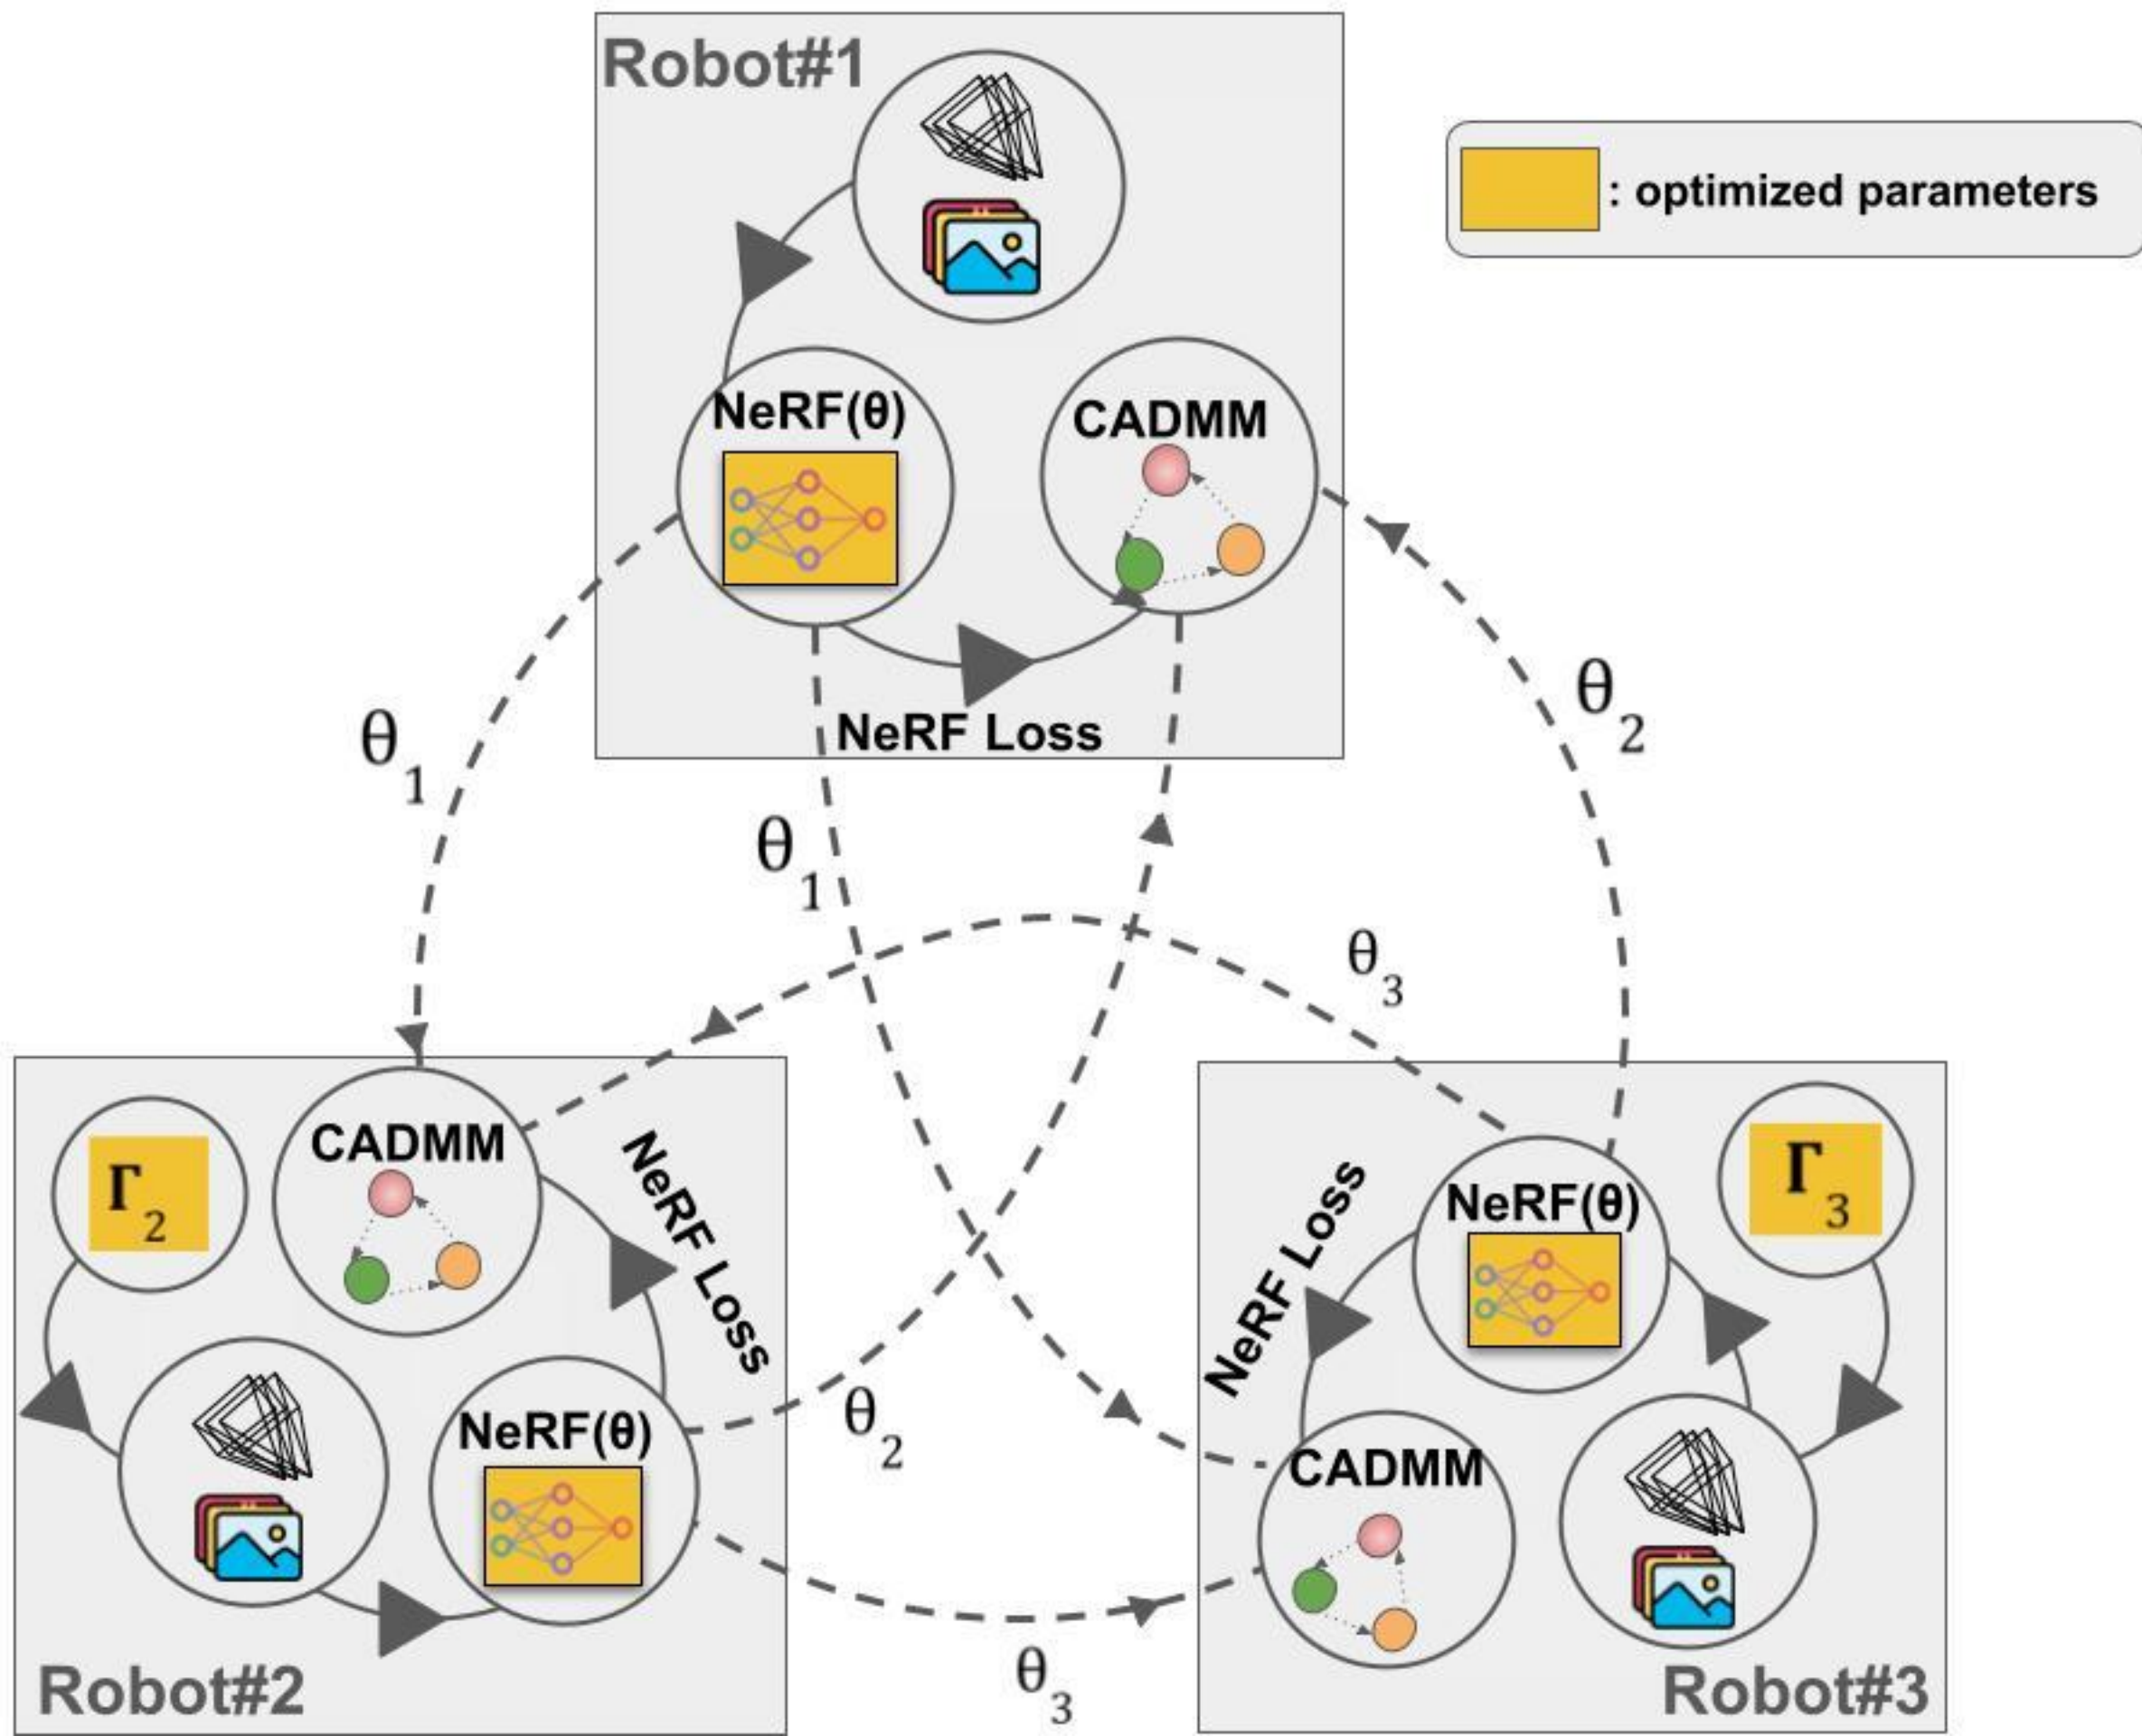 Robot#1
: optimized parameters
NeRF(θ)
CADMM
NeRF Loss
θ1
θ1
θ2
θ3
Γ2
CADMM
NeRF Loss
NeRF(θ)
θ2
Robot#2
θ3
NeRF Loss
NeRF(θ)
Γ3
CADMM
Robot#3